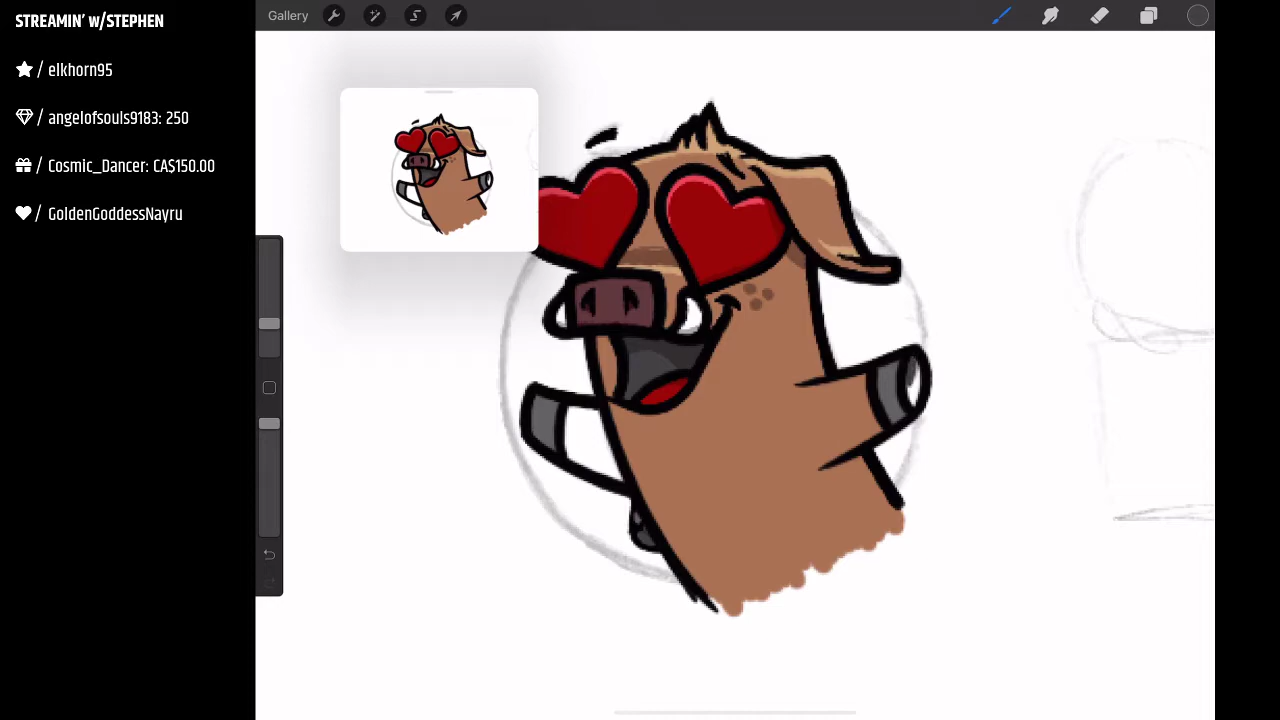 STREAMIN' w/STEPHEN
/ elkhorn95
/ angelofsouls9183: 250
/ Cosmic_Dancer: CA$150.00
/ GoldenGoddessNayru
Gallery